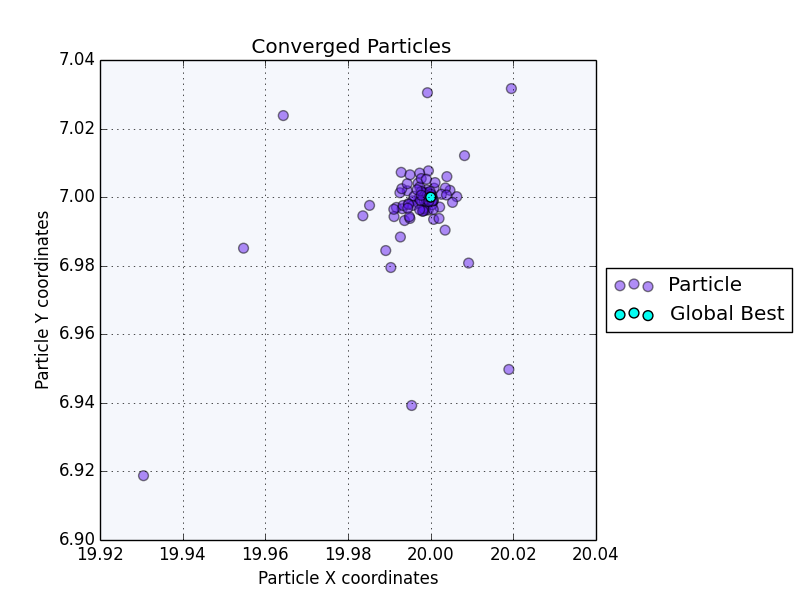 Converged Particles
7.04
7.02
7.00
6.98
6.96
6.94
6.92
6.90
Particle Y coordinates
19.92 19.94 19.96 19.98 20.00 20.02 20.04
Particle X coordinates
Particle
Global Best